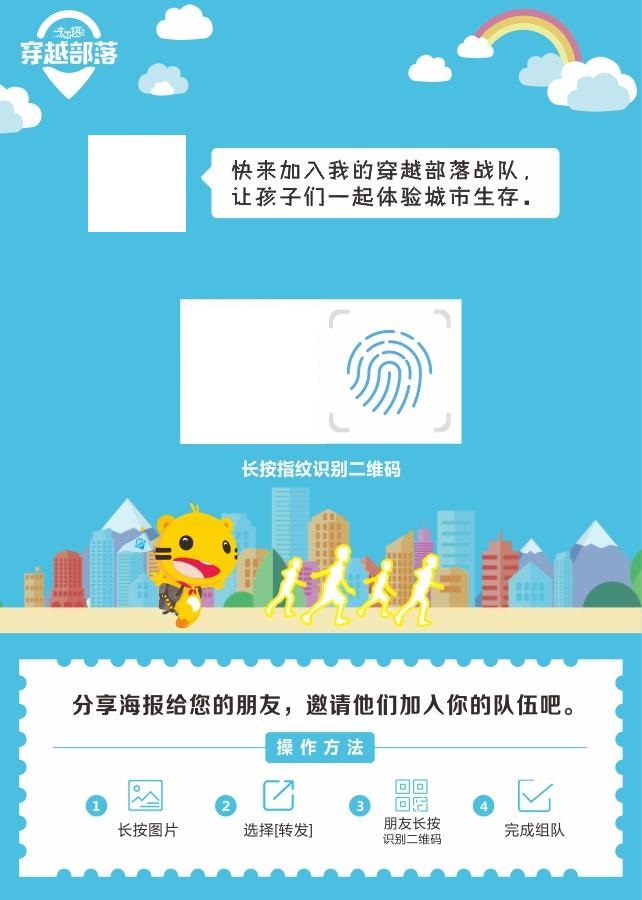 走出趣
穿越部落
快来加入我的穿越部落战队，
让孩子们一起体验城市生存。
长按指纹识别二维码
分享海报给您的朋友，邀请他们加入你的队伍吧。
操作方法
1 长按图片
2 选择[转发]
3 朋友长按
识别二维码
4 完成组队